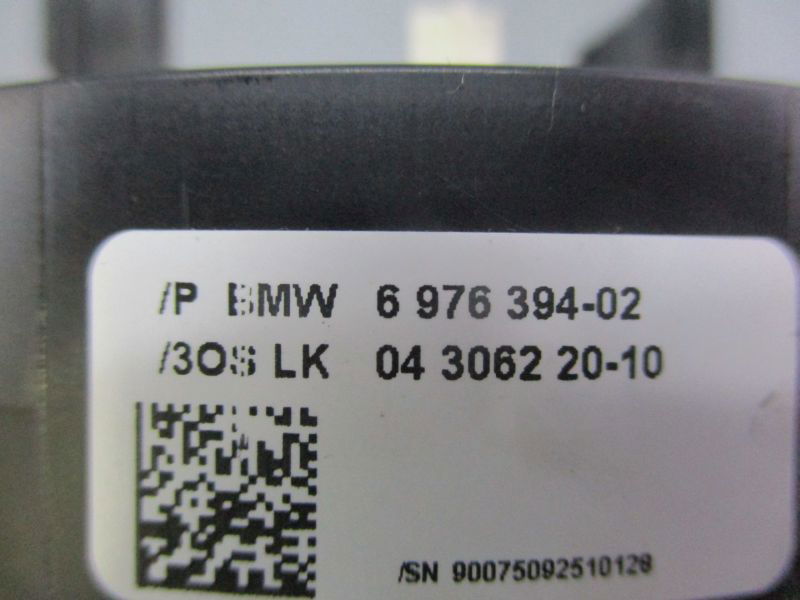 /P BMW 6 976 394-02
/3OS LK 04 3062 20-10
/SN 90075092510128